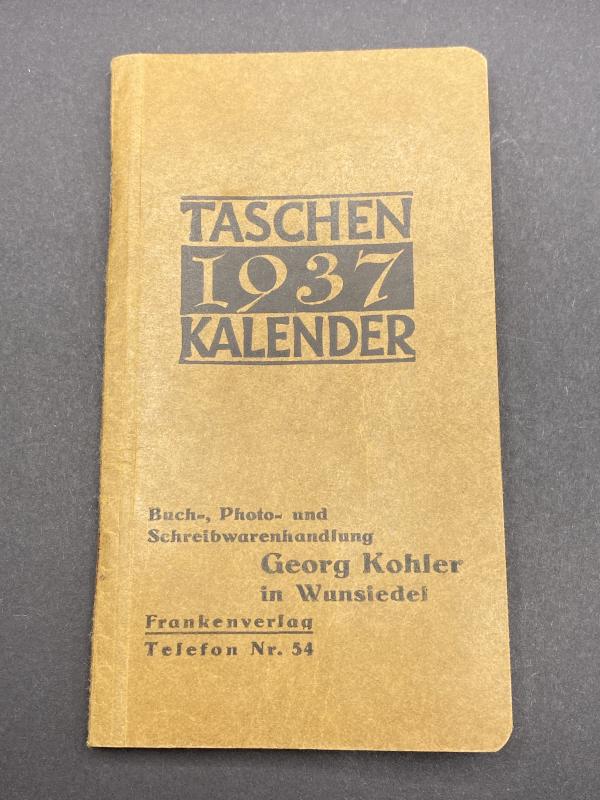 TASCHEN
1937
KALENDER
Buch-, Photo- und
Schreibwarenhandlung
Georg Kohler
in Wunsiedel
Frankenverlag
Telefon Nr. 54